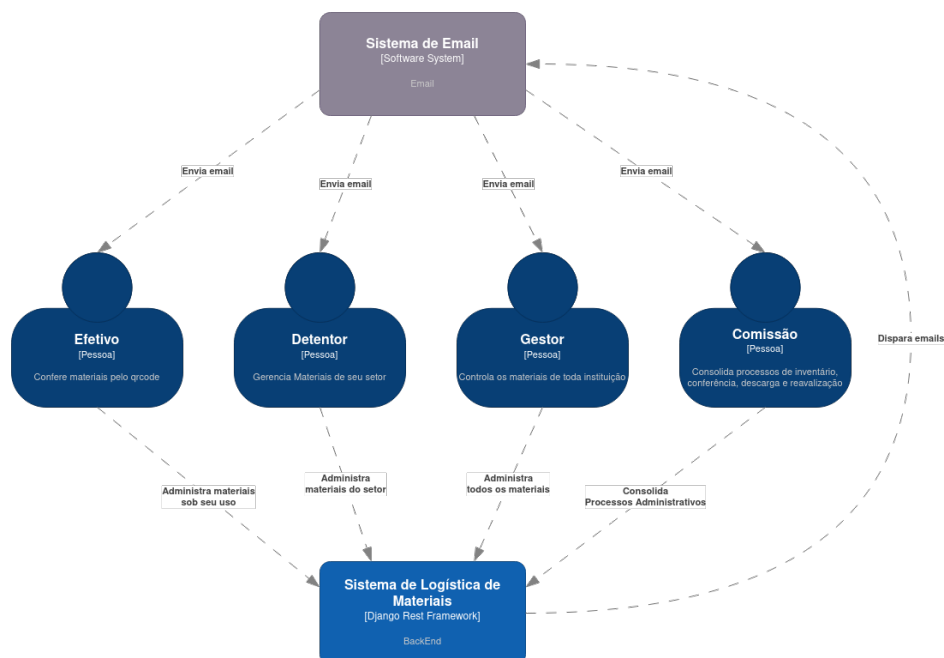 Sistema de Email
[Software System]
Email
Envia email
Envia email
Envia email
Envia email
Efetivo
[Pessoa]
Confere materiais pelo qrcode
Detentor
[Pessoa]
Gerencia Materiais de seu setor
Gestor
[Pessoa]
Controla os materiais de toda instituição
Comissão
[Pessoa]
Consolida processos de inventário,
conferência, descarga e reavalização
Dispara emails
Administra materiais
sob seu uso
Administra
materiais do setor
Administra
todos os materiais
Consolida
Processos Administrativos
Sistema de Logística de
Materiais
[Django Rest Framework]
BackEnd